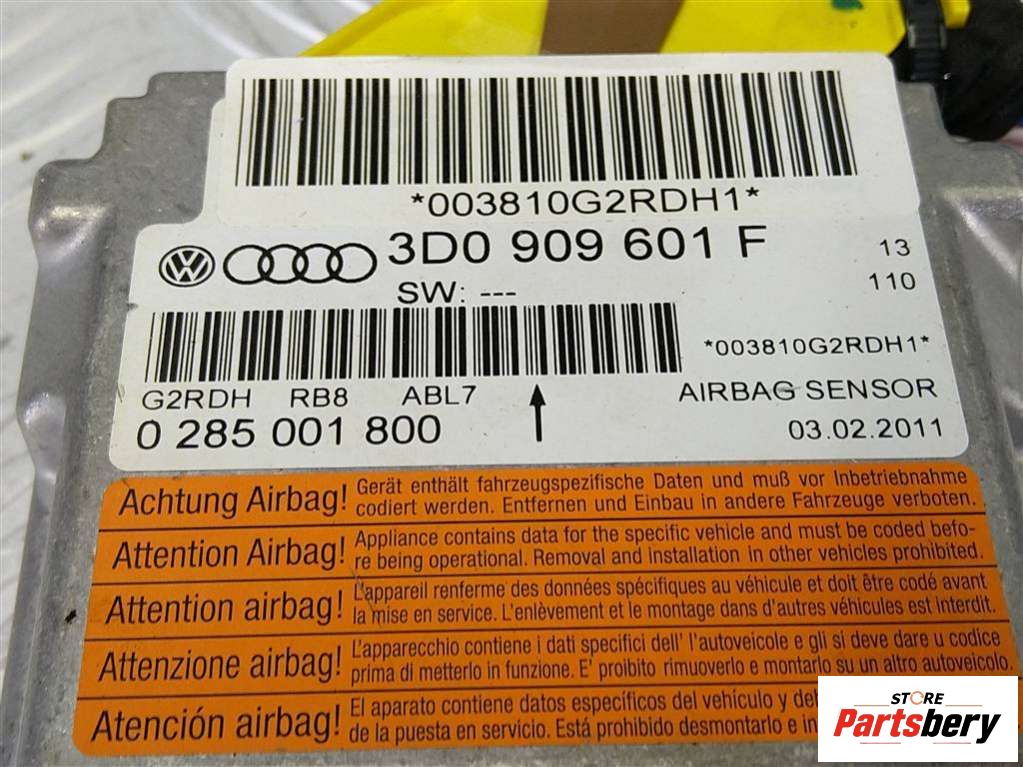 *003810G2RDH1*
3D0 909 601 F
13
SW: ---
110
*003810G2RDH1*
G2RDH RB8 ABL7
AIRBAG SENSOR
0 285 001 800
03.02.2011
Achtung Airbag! Gerät enthält fahrzeugspezifische Daten und muß vor Inbetriebnahme
codiert werden. Entfernen und Einbau in andere Fahrzeuge verboten.
Attention Airbag! Appliance contains data for the specific vehicle and must be coded befo-
re being operational. Removal and installation in other vehicles prohibited.
Attention airbag! L'appareil renferme des données spécifiques au véhicule et doit être codé avant
la mise en service. L'enlèvement et le montage dans d'autres véhicules est interdit.
Attenzione airbag! L'apparecchio contiene i dati specifici dell' l'autoveicole e gli si deve dare u codice
prima di metterlo in funzione. E' proibito rimuoverlo e montarlo su un altro autoveicolo.
Atención airbag! El aparato contiene datos específicos del vehículo y
de la puesta en servicio. Está prohibido desmontarlo e
STORE
Partsbery